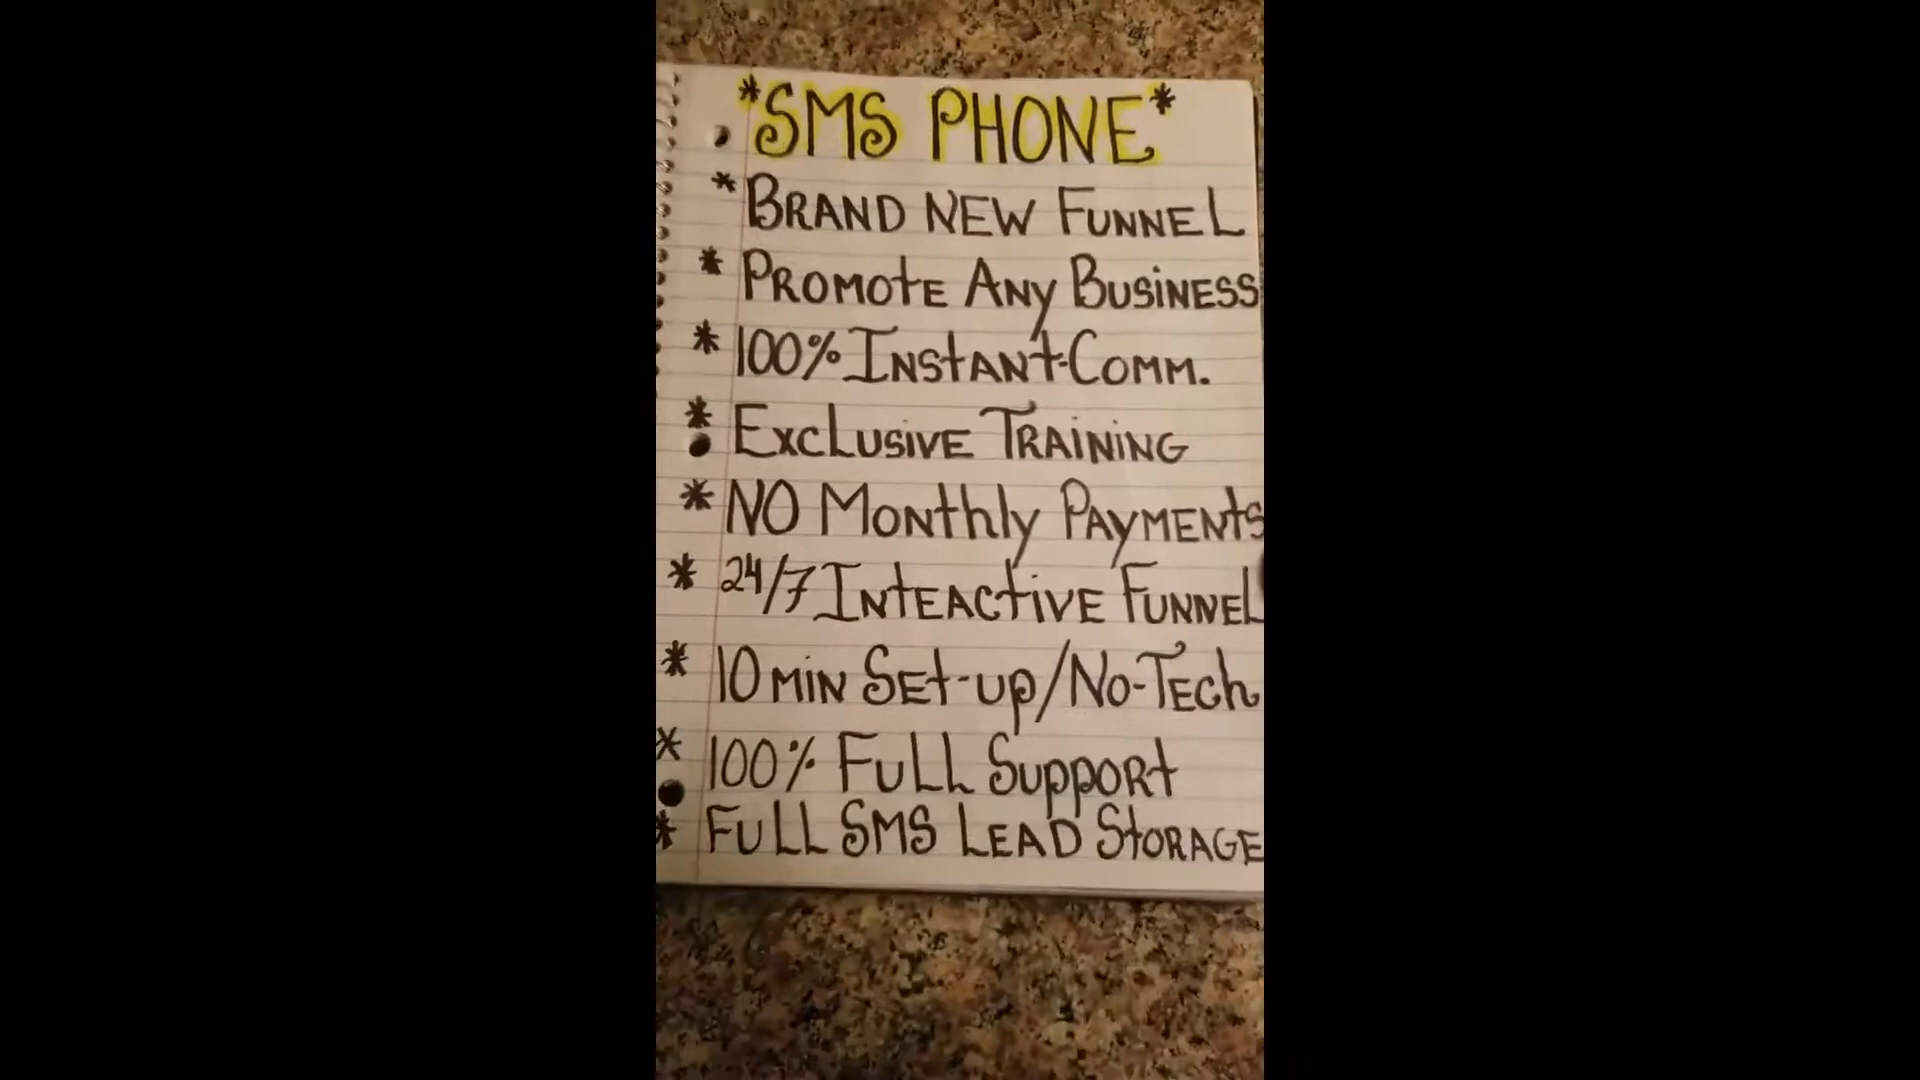 *SMS PHONE*
* BRAND NEW FUNNEL
* PROMOtE ANy BUSiNESS
* 100% INStANt-COMM.
* ExcLUSiVE TRAiNiNG
* NO MONthly PAyMENtS
* 24/7 INtEACtiVE FUNNEL
* 10 MiN SEt-up/No-TEch
* 100% FuLL SuppoRt
* FuLL SMS LEAD StORAGE